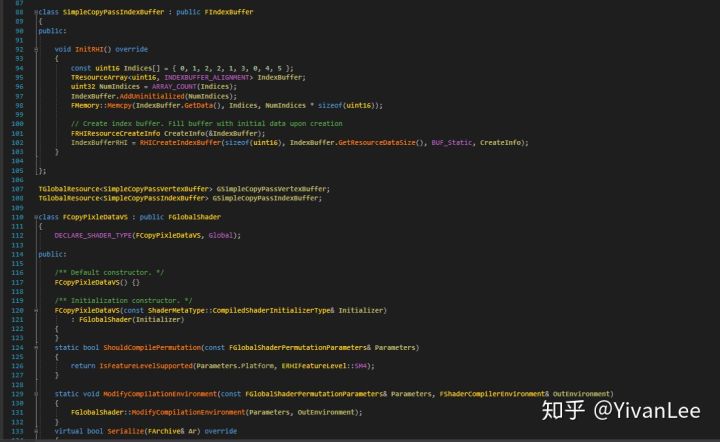 87
88 class SimpleCopyPassIndexBuffer : public FIndexBuffer
89 {
90 public:
91
92 void InitRHI() override
93 {
94 const uint16 Indices[] = { 0, 1, 2, 2, 1, 3, 0, 4, 5 };
95 TResourceArray<uint16, INDEXBUFFER_ALIGNMENT> IndexBuffer;
96 uint32 NumIndices = ARRAY_COUNT(Indices);
97 IndexBuffer.AddUninitialized(NumIndices);
98 FMemory::Memcpy(IndexBuffer.GetData(), Indices, NumIndices * sizeof(uint16));
99
100 // Create index buffer. Fill buffer with initial data upon creation
101 FRHIResourceCreateInfo CreateInfo(&IndexBuffer);
102 IndexBufferRHI = RHICreateIndexBuffer(sizeof(uint16), IndexBuffer.GetResourceDataSize(), BUF_Static, CreateInfo);
103 }
104
105 };
106
107 TGlobalResource<SimpleCopyPassVertexBuffer> GSimpleCopyPassVertexBuffer;
108 TGlobalResource<SimpleCopyPassIndexBuffer> GSimpleCopyPassIndexBuffer;
109
110 class FCopyPixleDataVS : public FGlobalShader
111 {
112 DECLARE_SHADER_TYPE(FCopyPixleDataVS, Global);
113
114 public:
115
116 /** Default constructor. */
117 FCopyPixleDataVS() {}
118
119 /** Initialization constructor. */
120 FCopyPixleDataVS(const ShaderMetaType::CompiledShaderInitializerType& Initializer)
121 : FGlobalShader(Initializer)
122 {
123 }
124 static bool ShouldCompilePermutation(const FGlobalShaderPermutationParameters& Parameters)
125 {
126 return IsFeatureLevelSupported(Parameters.Platform, ERHIFeatureLevel::SM4);
127 }
128
129 static void ModifyCompilationEnvironment(const FGlobalShaderPermutationParameters& Parameters, FShaderCompilerEnvironment& OutEnvironment)
130 {
131 FGlobalShader::ModifyCompilationEnvironment(Parameters, OutEnvironment);
132 }
133 virtual bool Serialize(FArchive& Ar) override
134 {
知乎 @YivanLee